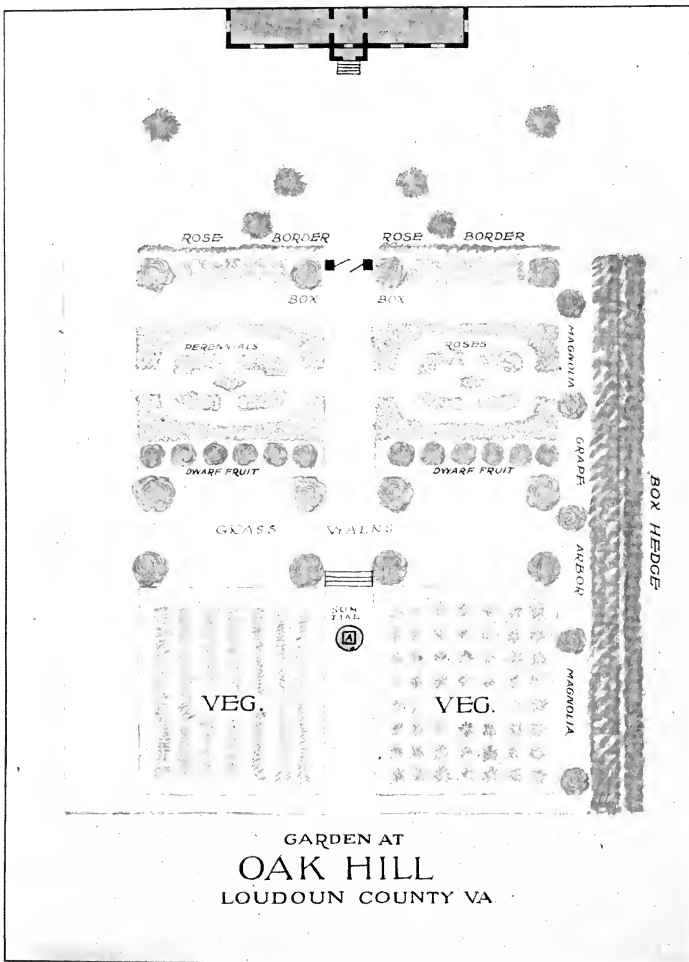 ROSE BORDER ROSE BORDER
BOX BOX
PERENNIALS ROSES
MAGNOLIA
DWARF FRUIT DWARF FRUIT
GRAPE
BOX HEDGE
GRASS WALKS
ARBOR
SUN
DIAL
VEG. VEG.
MAGNOLIA
GARDEN AT
OAK HILL
LOUDOUN COUNTY VA